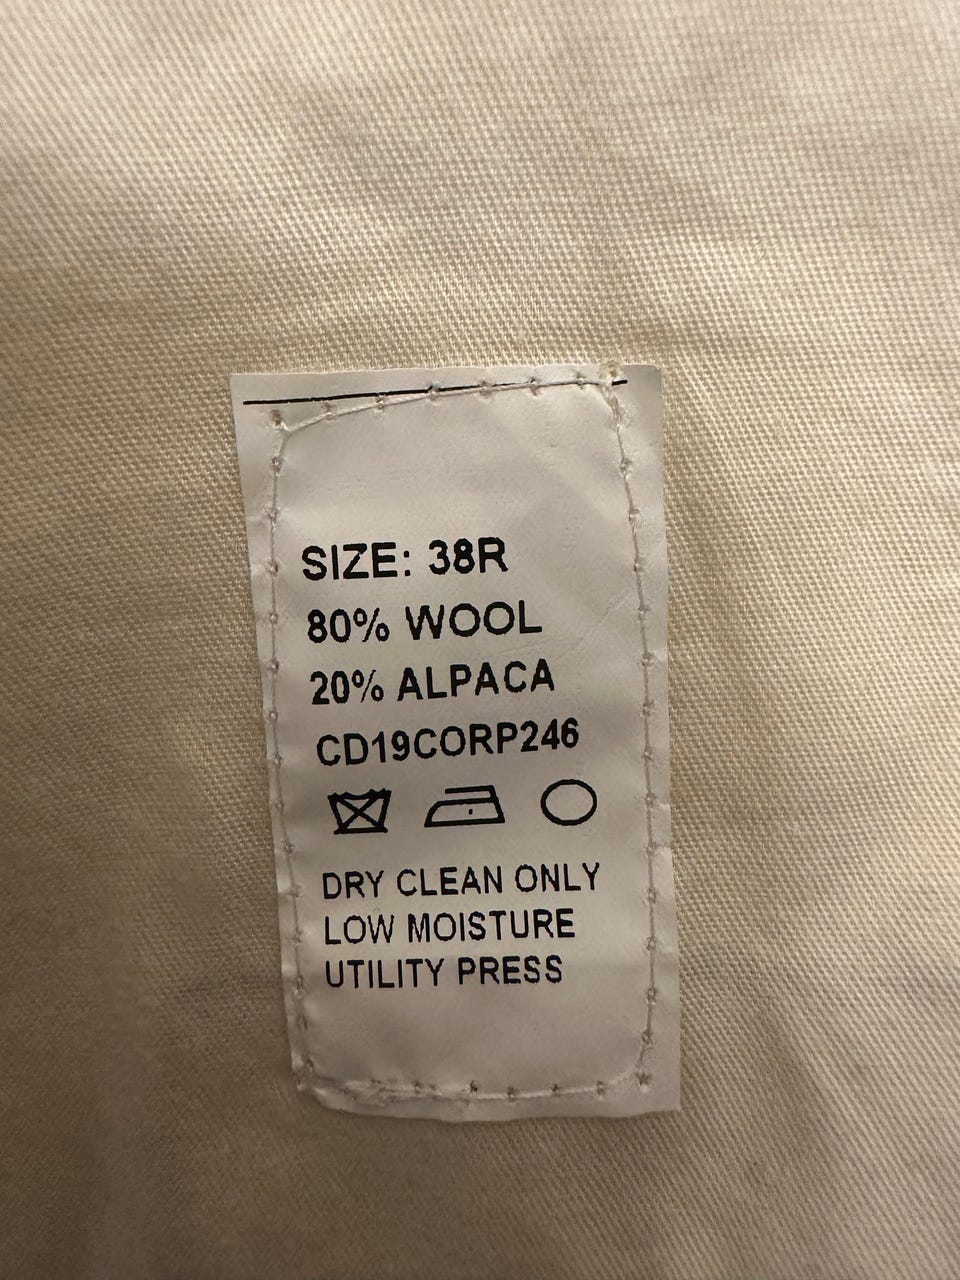 SIZE: 38R
80% WOOL
20% ALPACA
CD19CORP246
DRY CLEAN ONLY
LOW MOISTURE
UTILITY PRESS